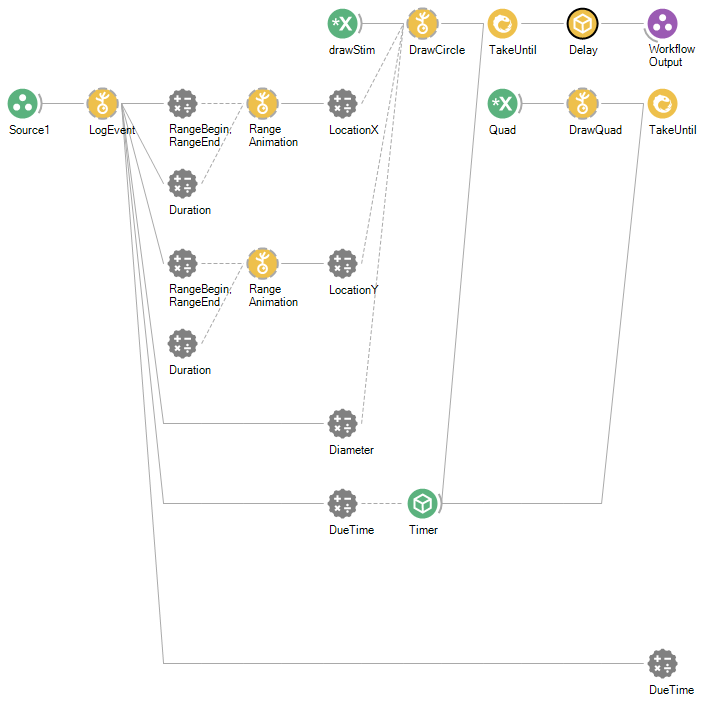 drawStim
DrawCircle
TakeUntil
Delay
Workflow
Output
Source1
LogEvent
RangeBegin,
RangeEnd
Range
Animation
LocationX
Quad
DrawQuad
TakeUntil
Duration
RangeBegin,
RangeEnd
Range
Animation
LocationY
Duration
Diameter
DueTime
Timer
DueTime